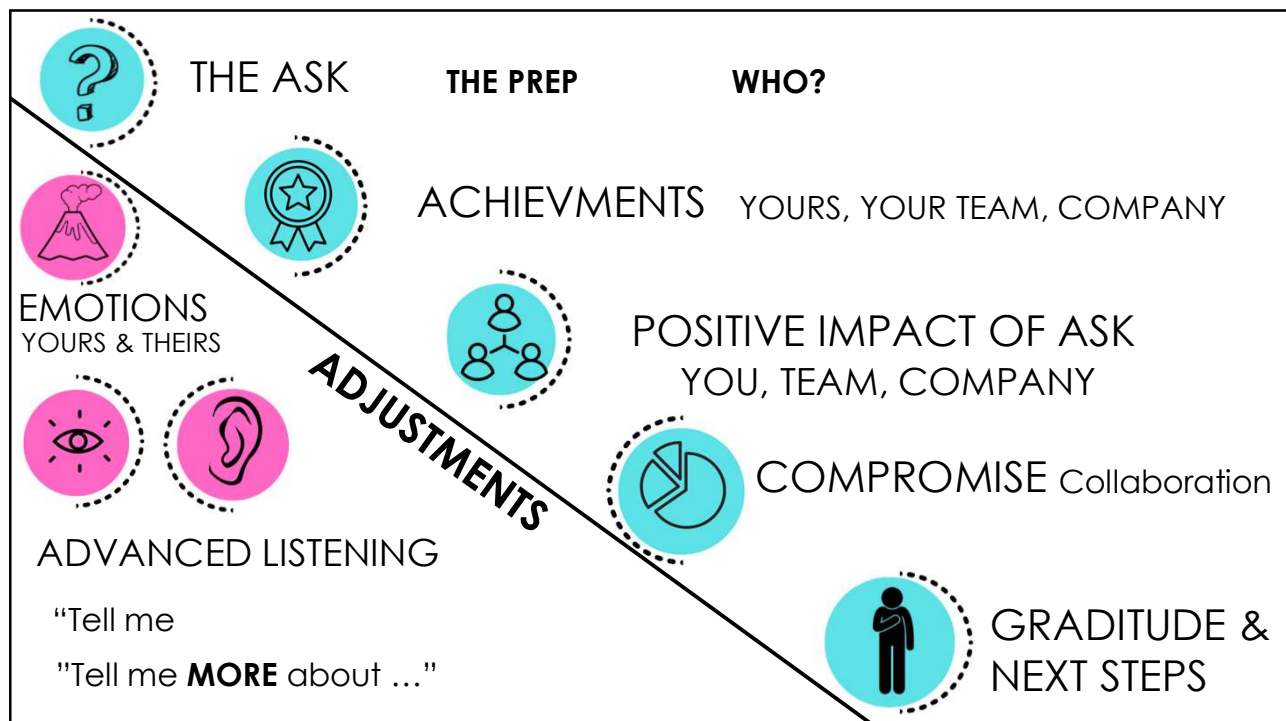 THE ASK THE PREP WHO?
ACHIEVMENTS YOURS, YOUR TEAM, COMPANY
EMOTIONS
YOURS & THEIRS
POSITIVE IMPACT OF ASK
YOU, TEAM, COMPANY
ADJUSTMENTS
COMPROMISE Collaboration
ADVANCED LISTENING
“Tell me
”Tell me MORE about …”
GRADITUDE &
NEXT STEPS